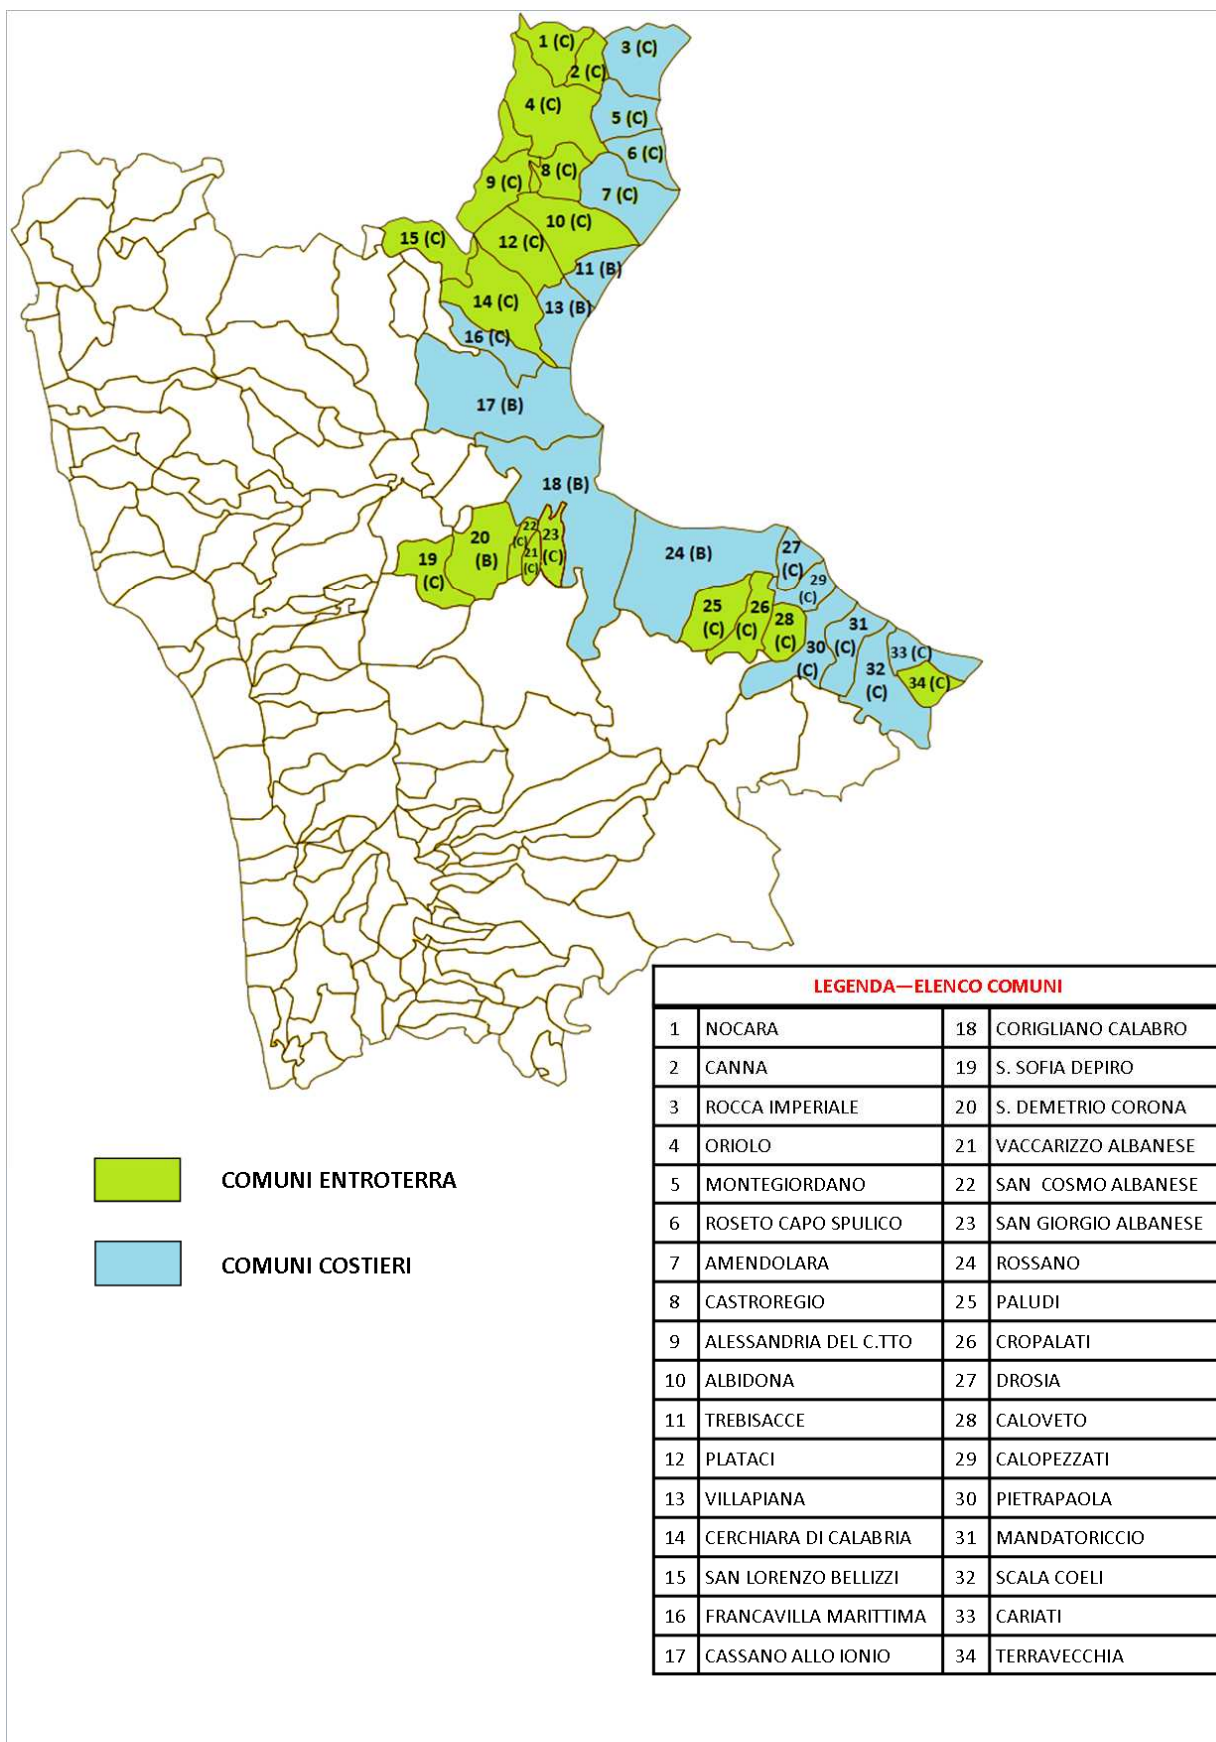 1 (C)
2 (C)
3 (C)
4 (C)
5 (C)
6 (C)
7 (C)
8 (C)
9 (C)
10 (C)
11 (B)
12 (C)
13 (B)
14 (C)
15 (C)
16 (C)
17 (B)
18 (B)
19
(C)
20
(B)
22
(C)
21
(C)
23
(C)
24 (B)
25
(C)
26
(C)
27
(C)
28
(C)
29
(C)
30
(C)
31
(C)
32
(C)
33 (C)
34 (C)
COMUNI ENTROTERRA
COMUNI COSTIERI
LEGENDA—ELENCO COMUNI
1 NOCARA 18 CORIGLIANO CALABRO
2 CANNA 19 S. SOFIA DEPIRO
3 ROCCA IMPERIALE 20 S. DEMETRIO CORONA
4 ORIOLO 21 VACCARIZZO ALBANESE
5 MONTEGIORDANO 22 SAN COSMO ALBANESE
6 ROSETO CAPO SPULICO 23 SAN GIORGIO ALBANESE
7 AMENDOLARA 24 ROSSANO
8 CASTROREGIO 25 PALUDI
9 ALESSANDRIA DEL C.TTO 26 CROPALATI
10 ALBIDONA 27 DROSIA
11 TREBISACCE 28 CALOVETO
12 PLATACI 29 CALOPEZZATI
13 VILLAPIANA 30 PIETRAPAOLA
14 CERCHIARA DI CALABRIA 31 MANDATORICCIO
15 SAN LORENZO BELLIZZI 32 SCALA COELI
16 FRANCAVILLA MARITTIMA 33 CARIATI
17 CASSANO ALLO IONIO 34 TERRAVECCHIA